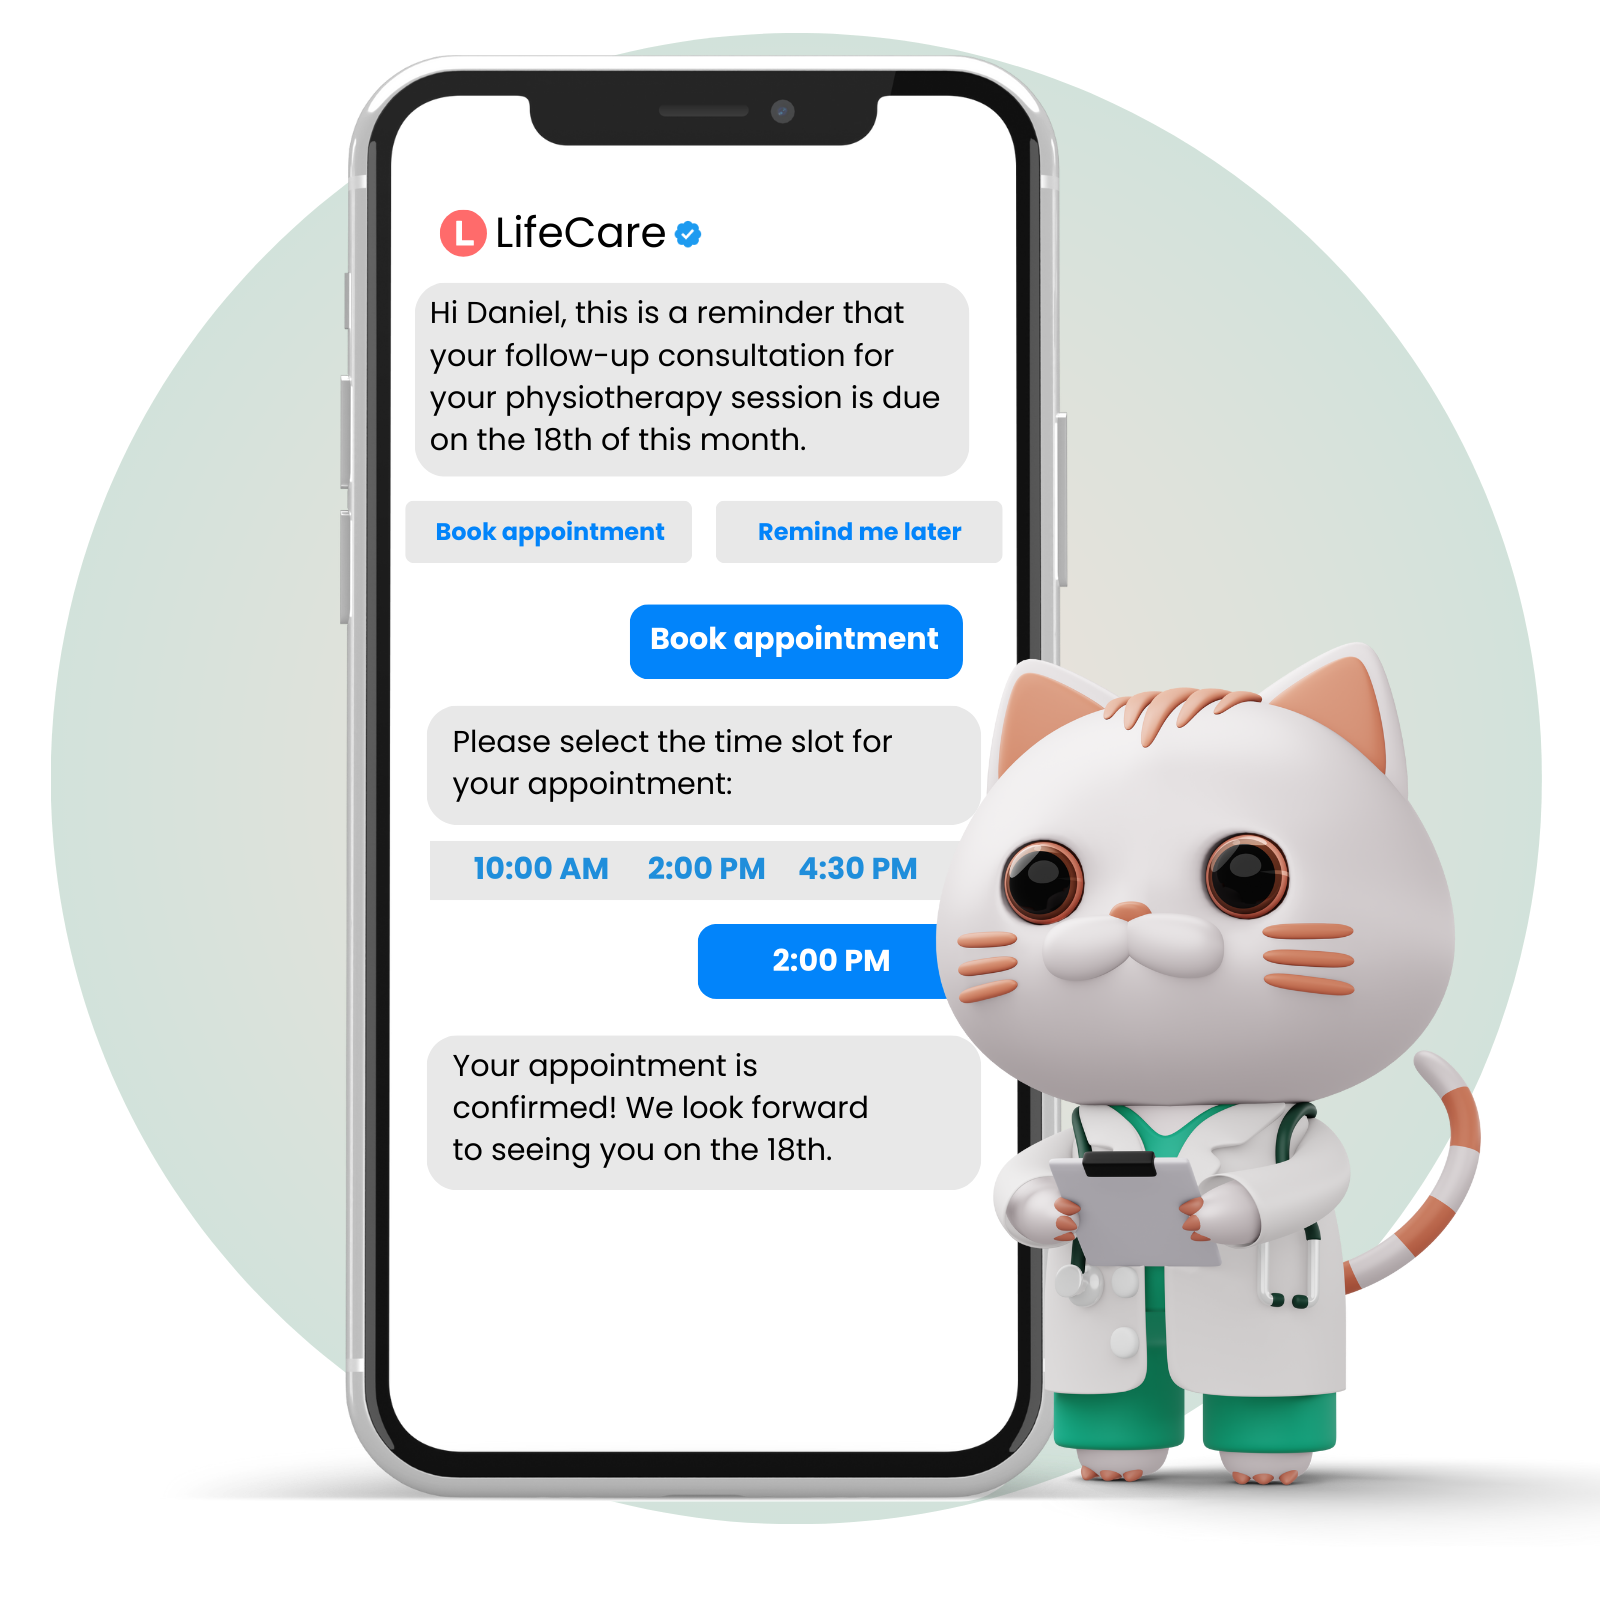 L LifeCare
Hi Daniel, this is a reminder that
your follow-up consultation for
your physiotherapy session is due
on the 18th of this month.
Book appointment Remind me later
Book appointment
Please select the time slot for
your appointment:
10:00 AM 2:00 PM 4:30 PM
2:00 PM
Your appointment is
confirmed! We look forward
to seeing you on the 18th.